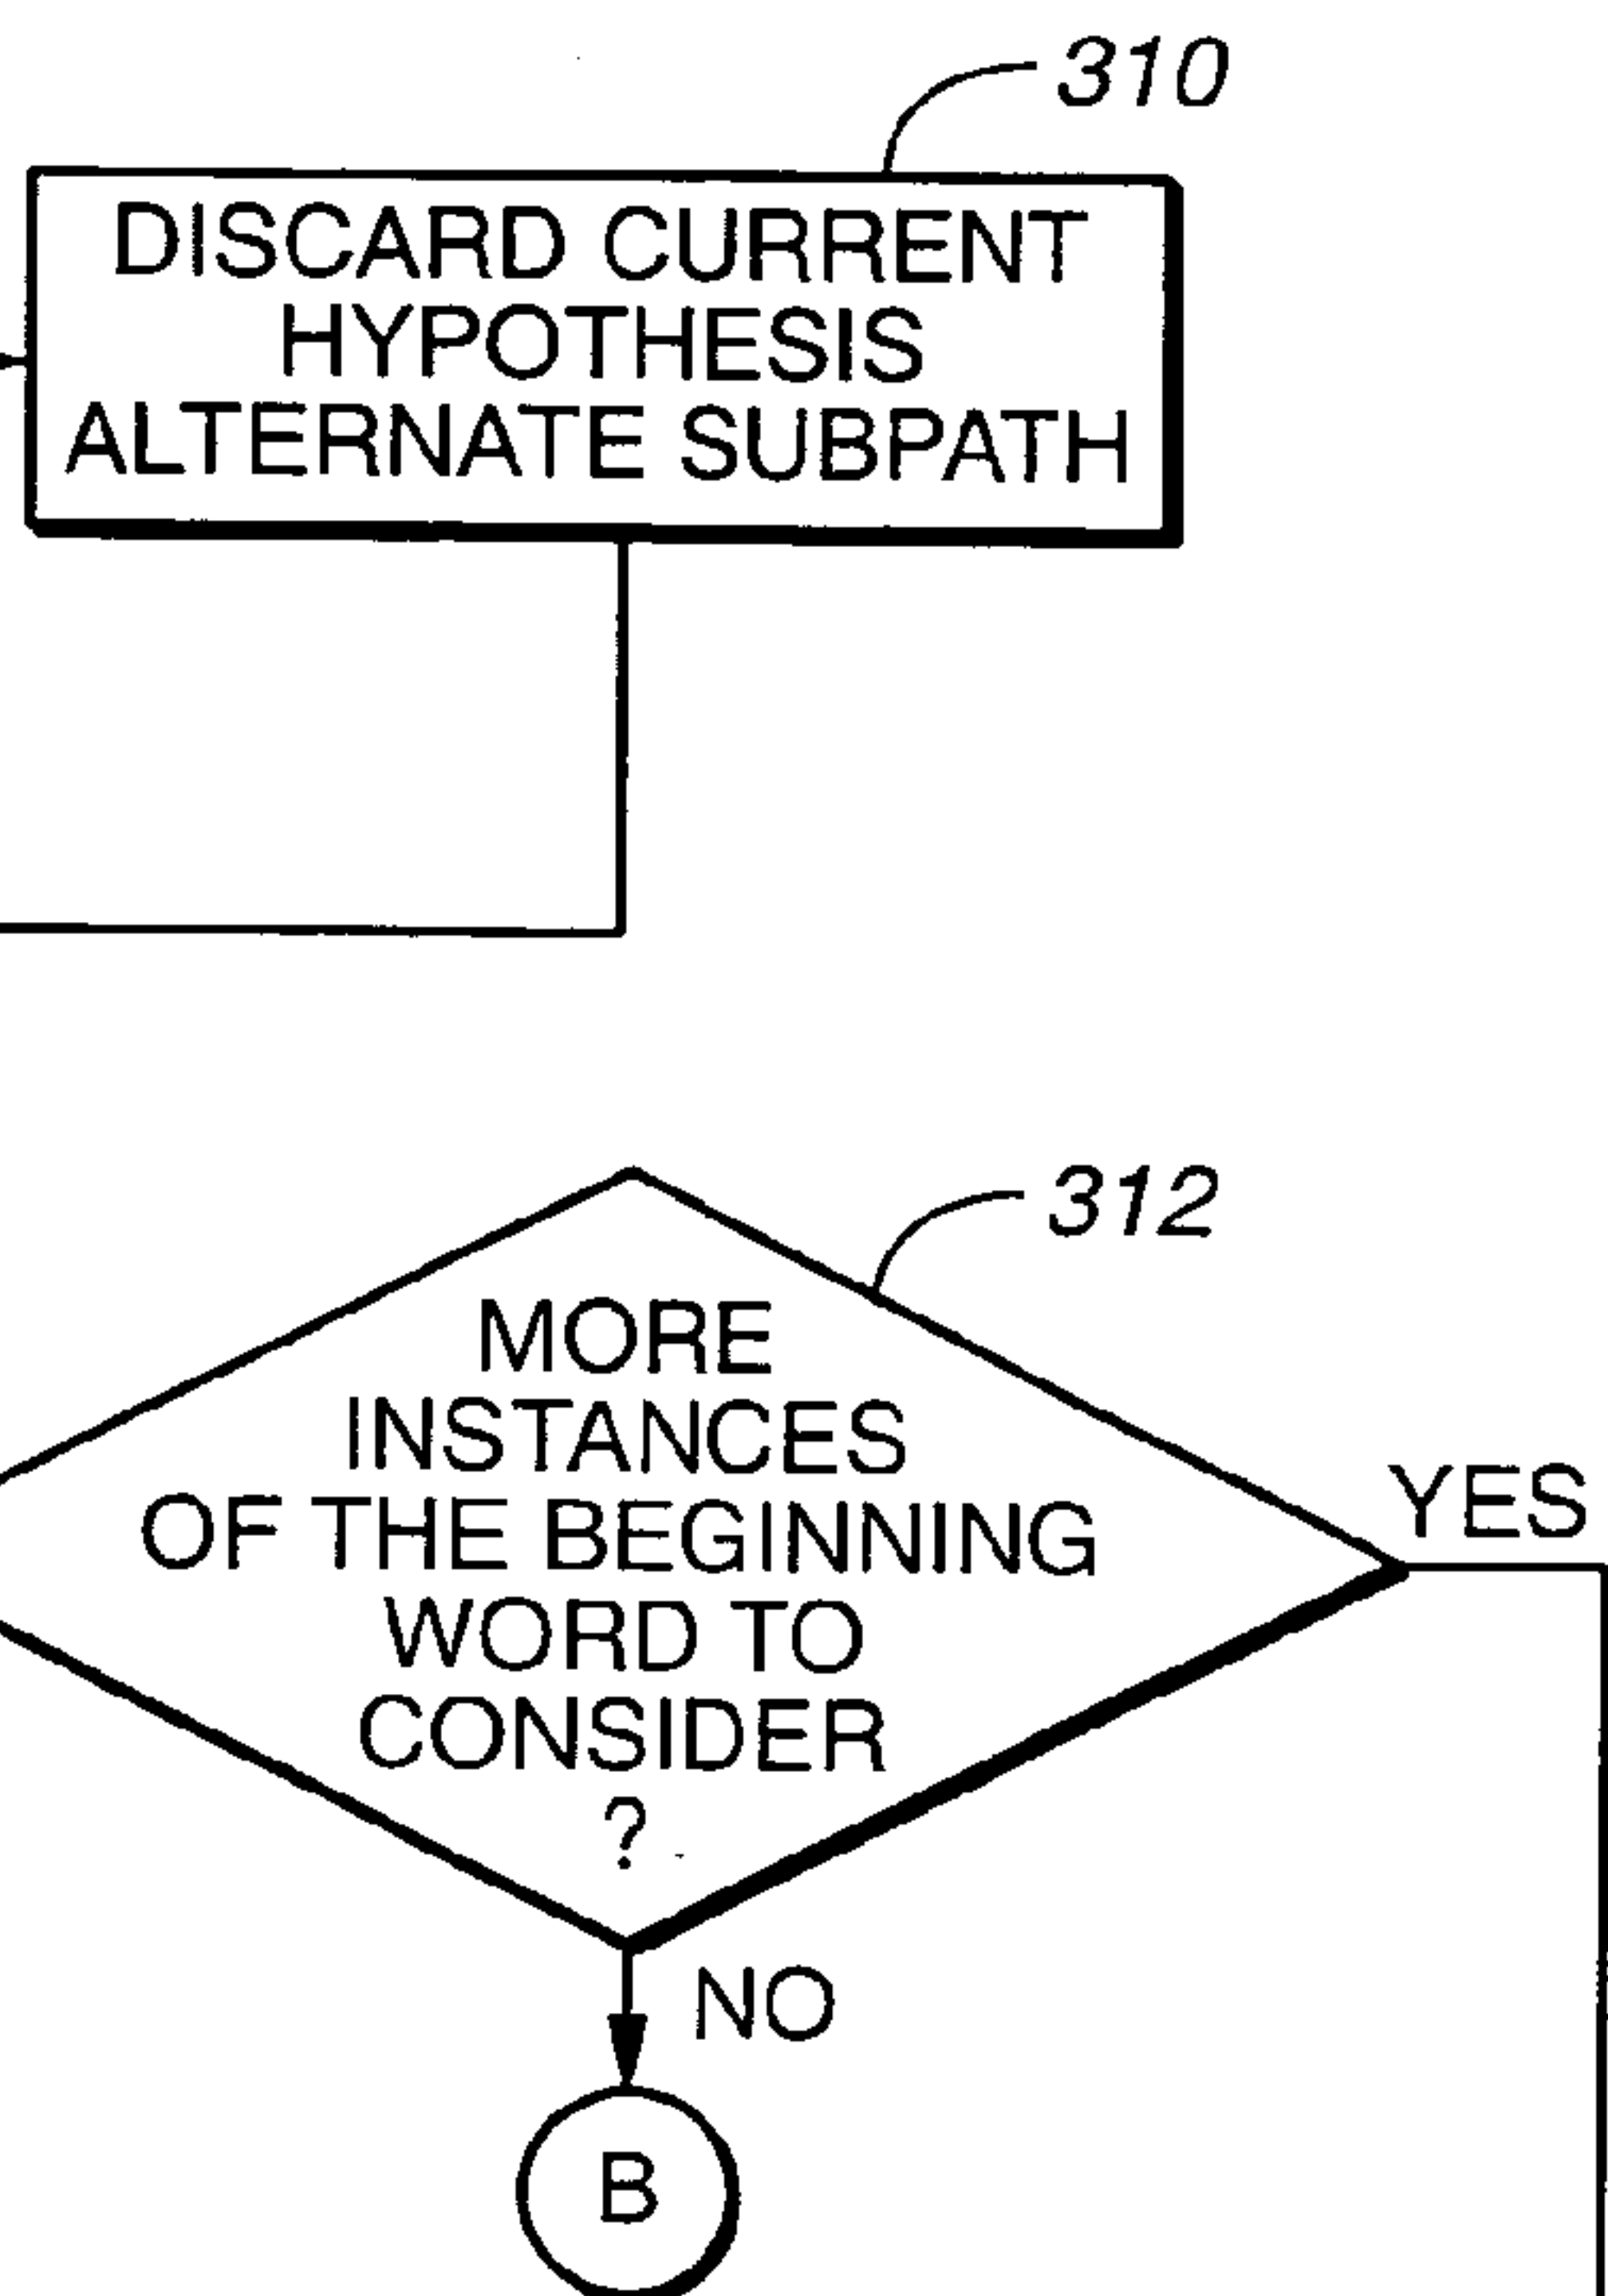 310
DISCARD CURRENT
HYPOTHESIS
ALTERNATE SUBPATH
312
MORE
INSTANCES
OF THE BEGINNING
WORD TO
CONSIDER
?
YES
NO
B